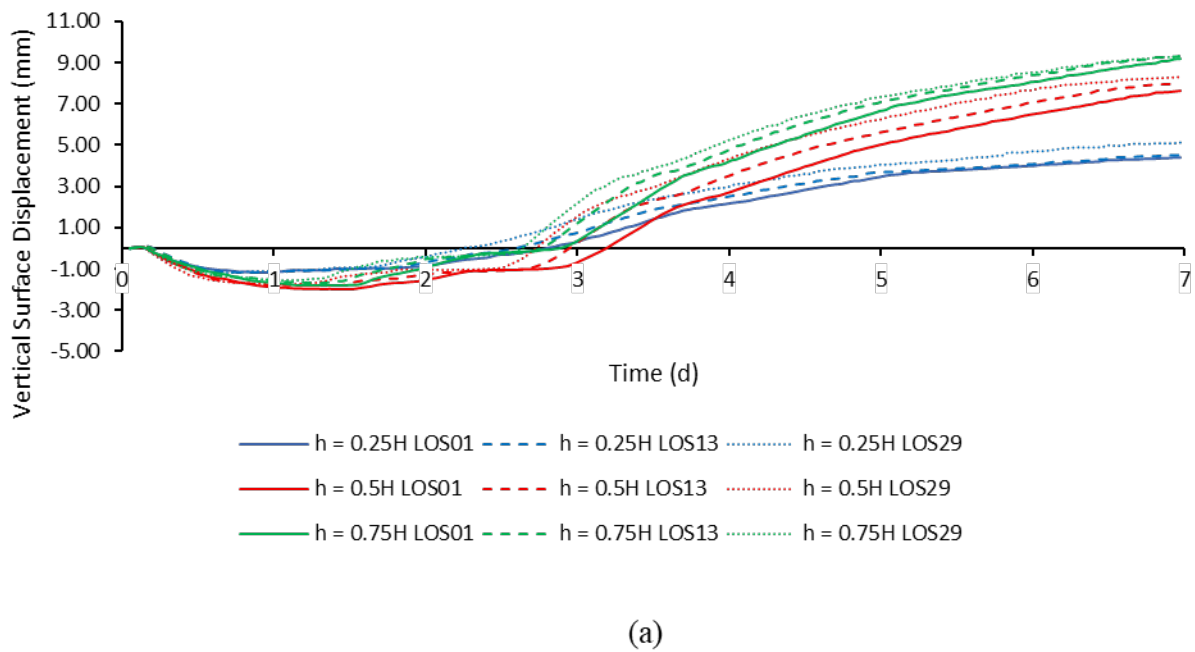 11.00
9.00
7.00
5.00
3.00
1.00
-1.00
-3.00
-5.00
Vertical Surface Displacement (mm)
0 1 2 3 4 5 6 7
Time (d)
h = 0.25H LOS01 h = 0.25H LOS13 h = 0.25H LOS29
h = 0.5H LOS01 h = 0.5H LOS13 h = 0.5H LOS29
h = 0.75H LOS01 h = 0.75H LOS13 h = 0.75H LOS29
(a)